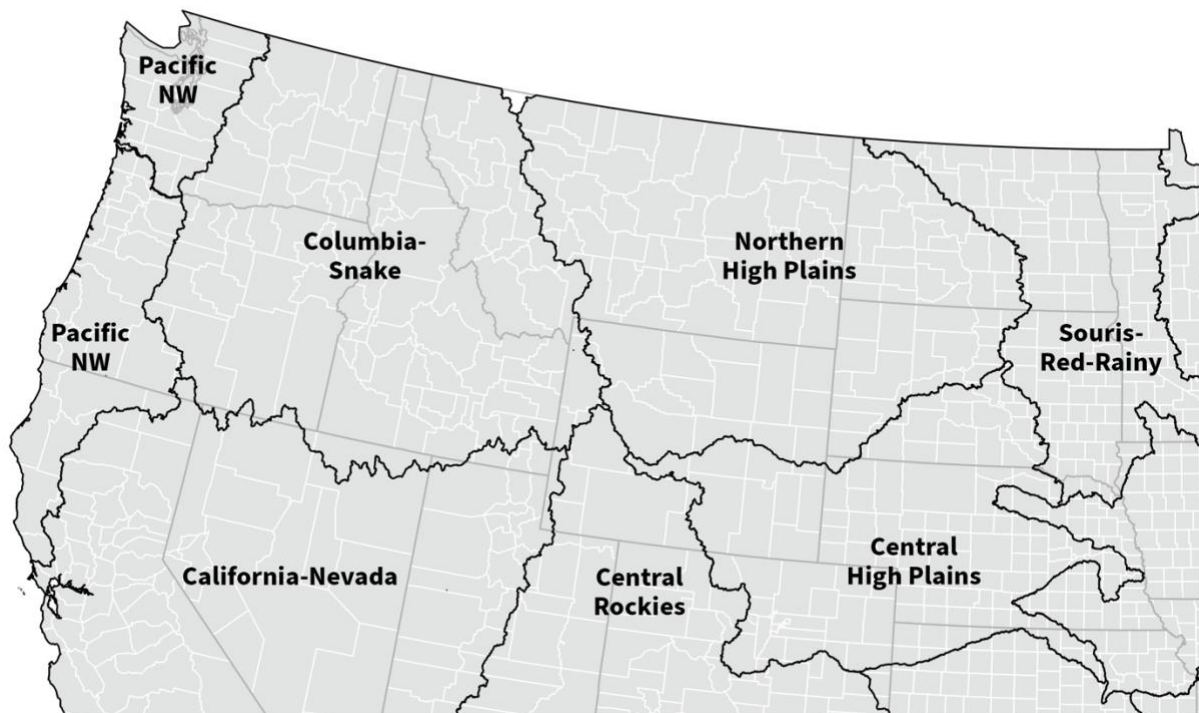 Pacific
NW
Columbia-
Snake
Northern
High Plains
Pacific
NW
Souris-
Red-Rainy
California-Nevada
Central
Rockies
Central
High Plains